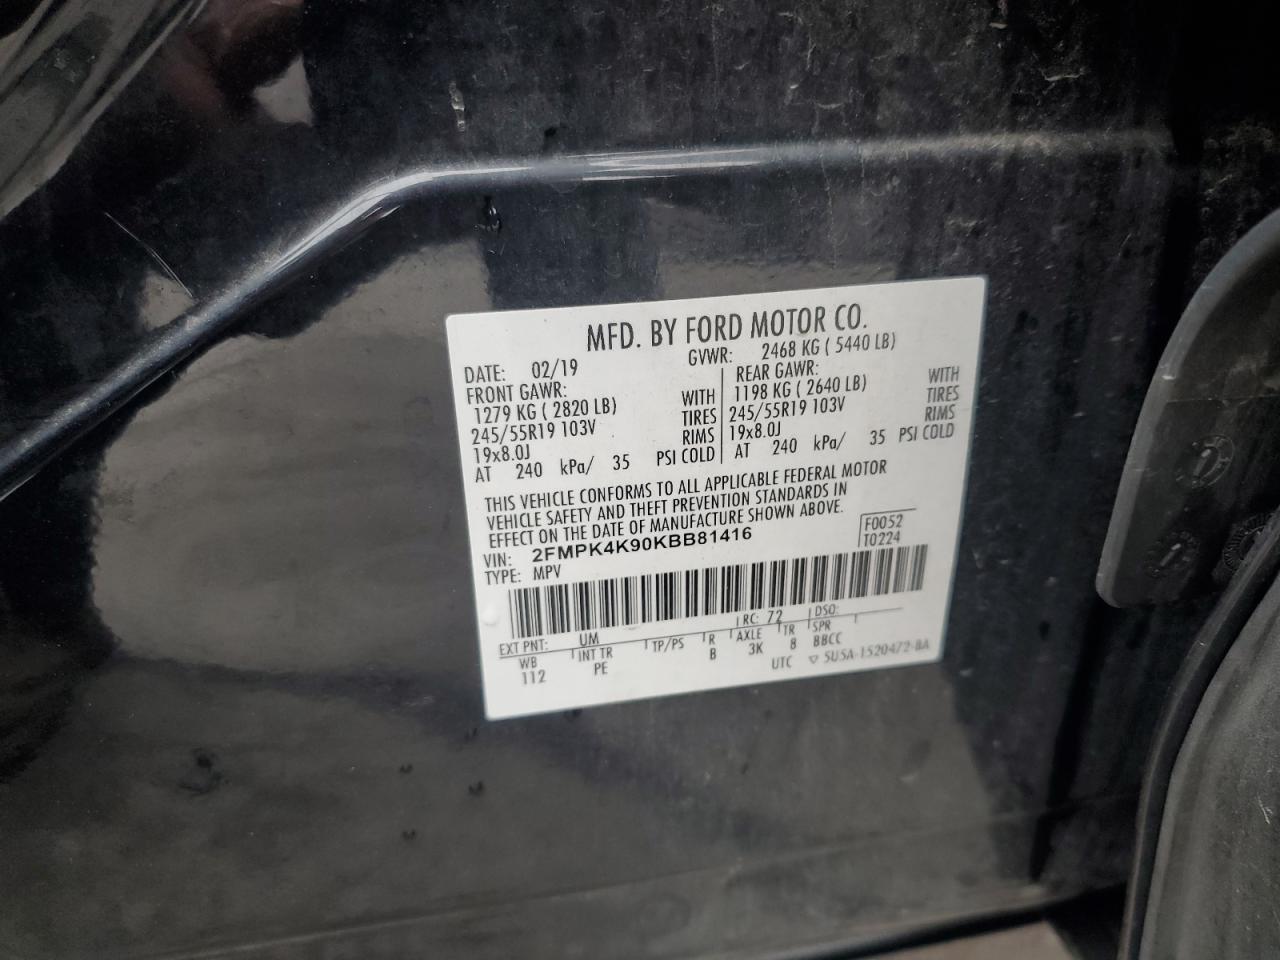 MFD. BY FORD MOTOR CO.
DATE: 02/19 GVWR: 2468 KG ( 5440 LB)
FRONT GAWR: REAR GAWR:
1279 KG ( 2820 LB) WITH 1198 KG ( 2640 LB) WITH
245/55R19 103V TIRES 245/55R19 103V TIRES
19x8.0J RIMS 19x8.0J RIMS
AT 240 kPa/ 35 PSI COLD AT 240 kPa/ 35 PSI COLD
THIS VEHICLE CONFORMS TO ALL APPLICABLE FEDERAL MOTOR
VEHICLE SAFETY AND THEFT PREVENTION STANDARDS IN
EFFECT ON THE DATE OF MANUFACTURE SHOWN ABOVE.
VIN: 2FMPK4K90KBB81416 F0052
TYPE: MPV T0224
EXT PNT: UM RC: 72 DSO:
WB INT TR TP/PS R AXLE TR SPR
112 PE B 3K 8 BBCC
UTC ▽ 5U5A-1520472-BA